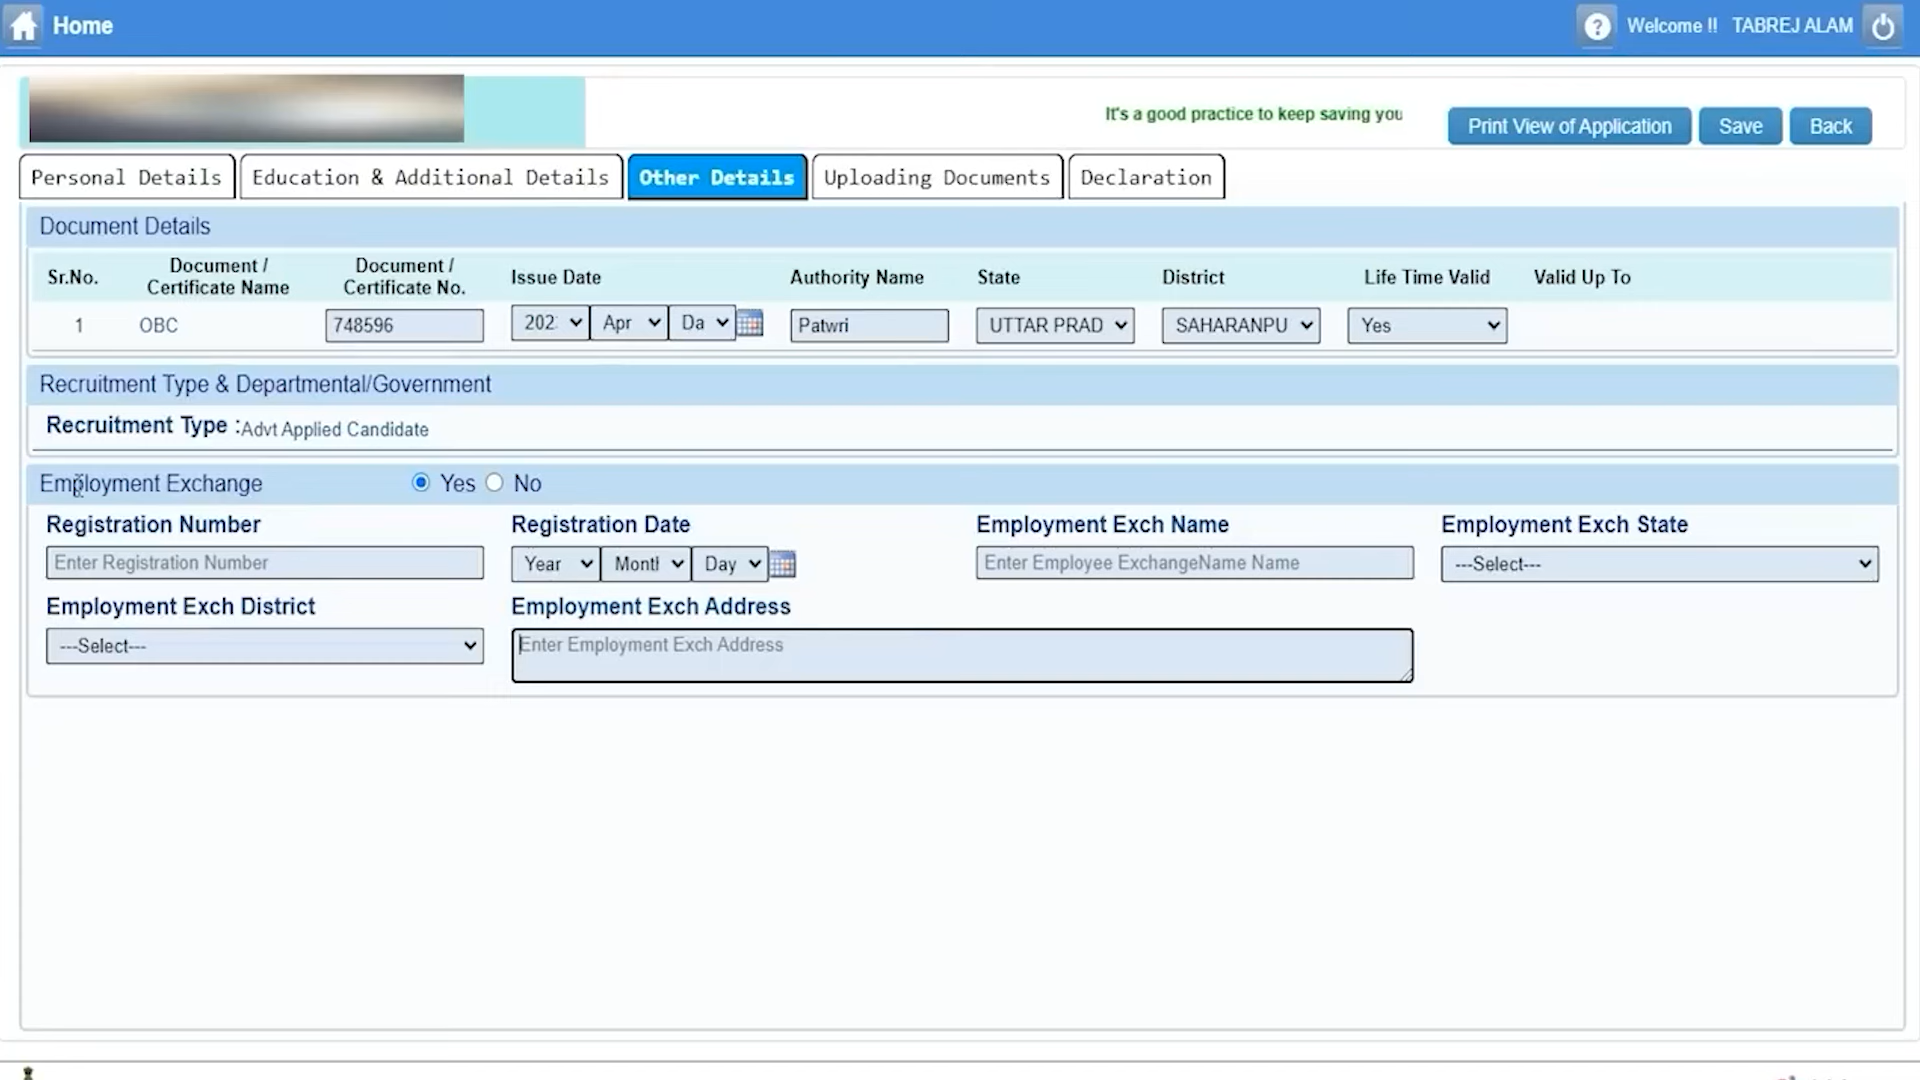 Home
Welcome !! TABREJ ALAM
It's a good practice to keep saving you
Print View of Application Save Back
Personal Details Education & Additional Details Other Details Uploading Documents Declaration
Document Details
Sr.No. Document / Certificate Name Document / Certificate No. Issue Date Authority Name State District Life Time Valid Valid Up To
1 OBC 748596 202 Apr Da Patwri UTTAR PRAD SAHARANPU Yes
Recruitment Type & Departmental/Government
Recruitment Type : Advt Applied Candidate
Employment Exchange Yes No
Registration Number Registration Date Employment Exch Name Employment Exch State
Enter Registration Number Year Month Day Enter Employee ExchangeName Name ---Select---
Employment Exch District Employment Exch Address
---Select--- Enter Employment Exch Address